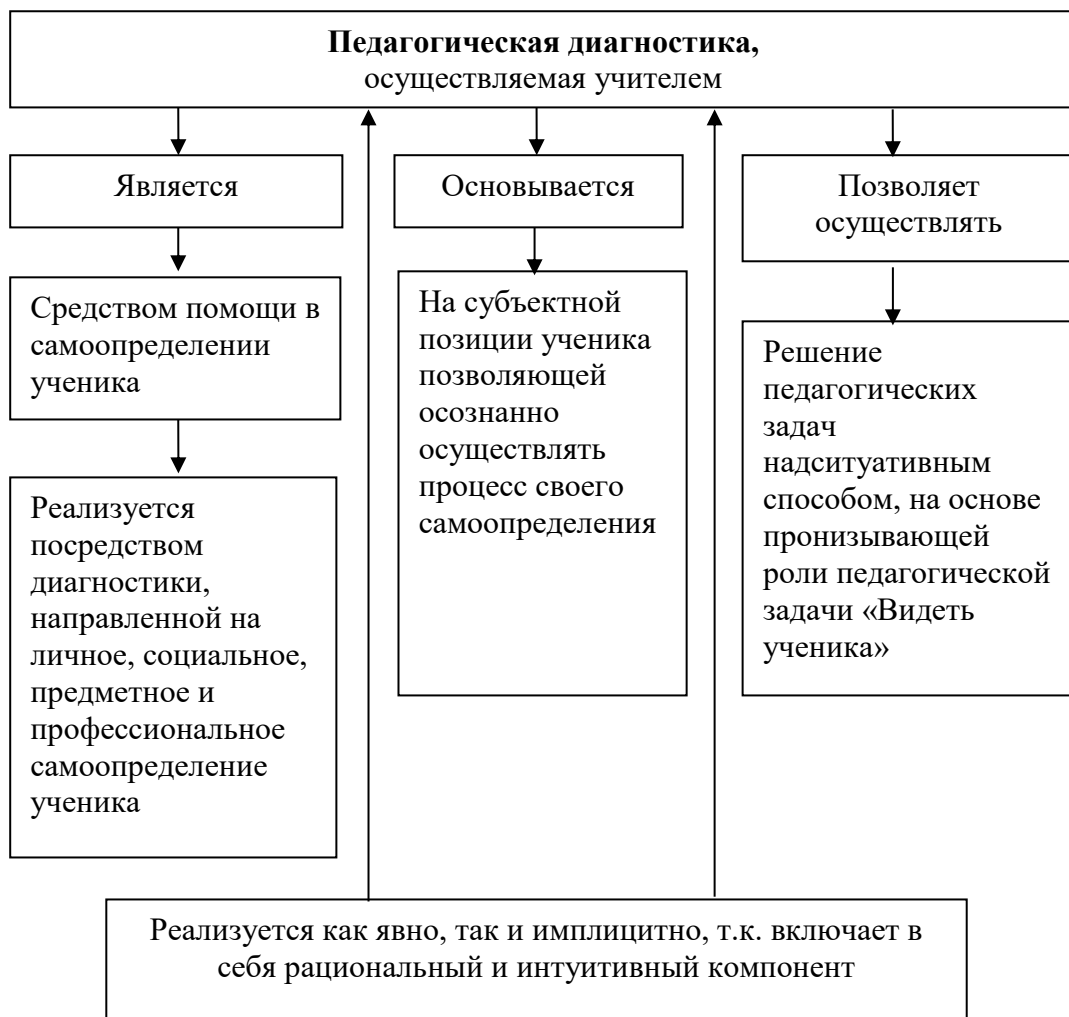 Педагогическая диагностика,
осуществляемая учителем
Является
Основывается
Позволяет
осуществлять
Средством помощи в
самоопределении
ученика
На субъектной
позиции ученика
позволяющей
осознанно
осуществлять
процесс своего
самоопределения
Решение
педагогических
задач
надситуативным
способом, на основе
пронизывающей
роли педагогической
задачи «Видеть
ученика»
Реализуется
посредством
диагностики,
направленной на
личное, социальное,
предметное и
профессиональное
самоопределение
ученика
Реализуется как явно, так и имплицитно, т.к. включает в
себя рациональный и интуитивный компонент